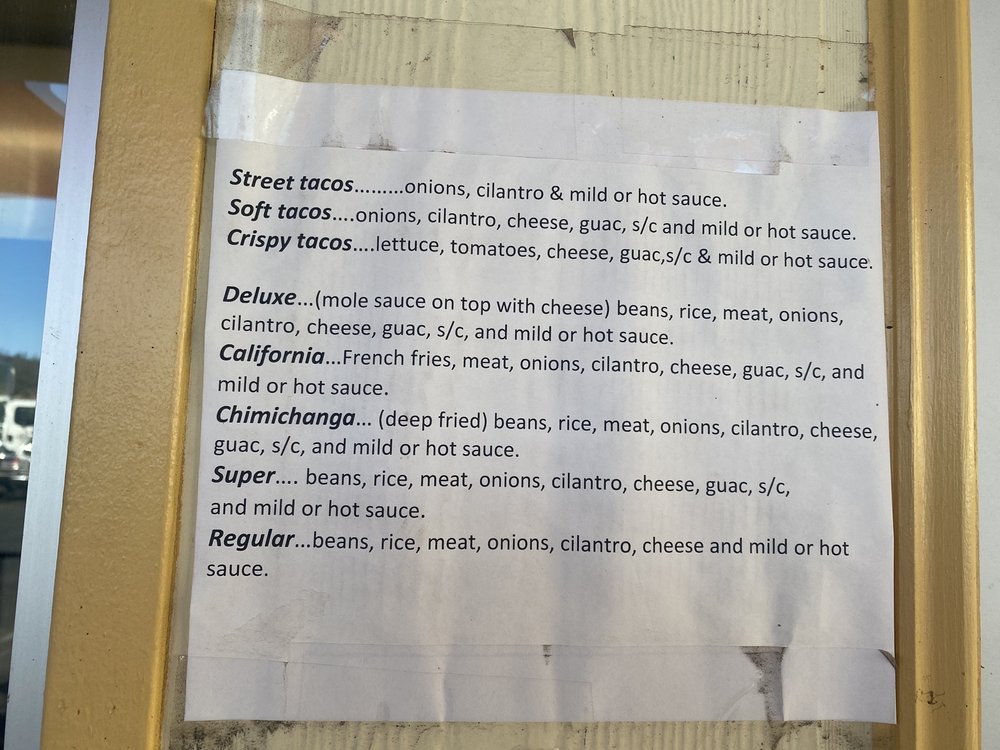 Street tacos.........onions, cilantro & mild or hot sauce.
Soft tacos....onions, cilantro, cheese, guac, s/c and mild or hot sauce.
Crispy tacos....lettuce, tomatoes, cheese, guac,s/c & mild or hot sauce.
Deluxe...(mole sauce on top with cheese) beans, rice, meat, onions,
cilantro, cheese, guac, s/c, and mild or hot sauce.
California...French fries, meat, onions, cilantro, cheese, guac, s/c, and
mild or hot sauce.
Chimichanga... (deep fried) beans, rice, meat, onions, cilantro, cheese,
guac, s/c, and mild or hot sauce.
Super.... beans, rice, meat, onions, cilantro, cheese, guac, s/c,
and mild or hot sauce.
Regular...beans, rice, meat, onions, cilantro, cheese and mild or hot
sauce.